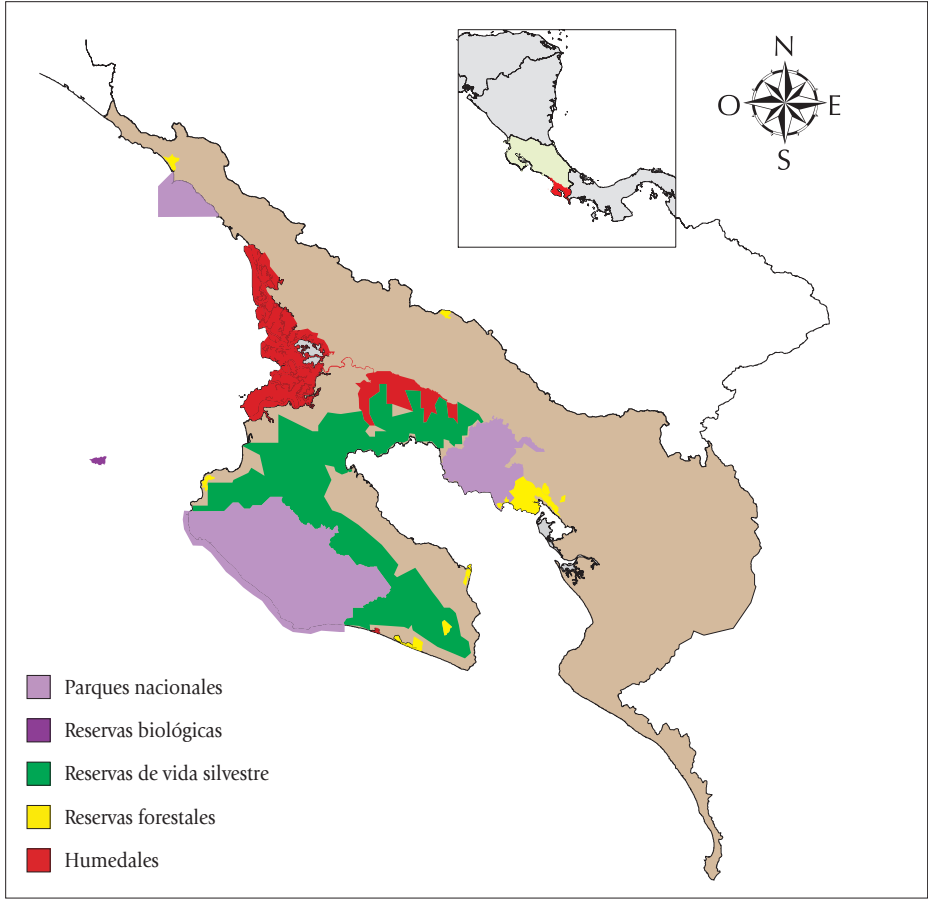 N
O
E
S
Parques nacionales
Reservas biológicas
Reservas de vida silvestre
Reservas forestales
Humedales